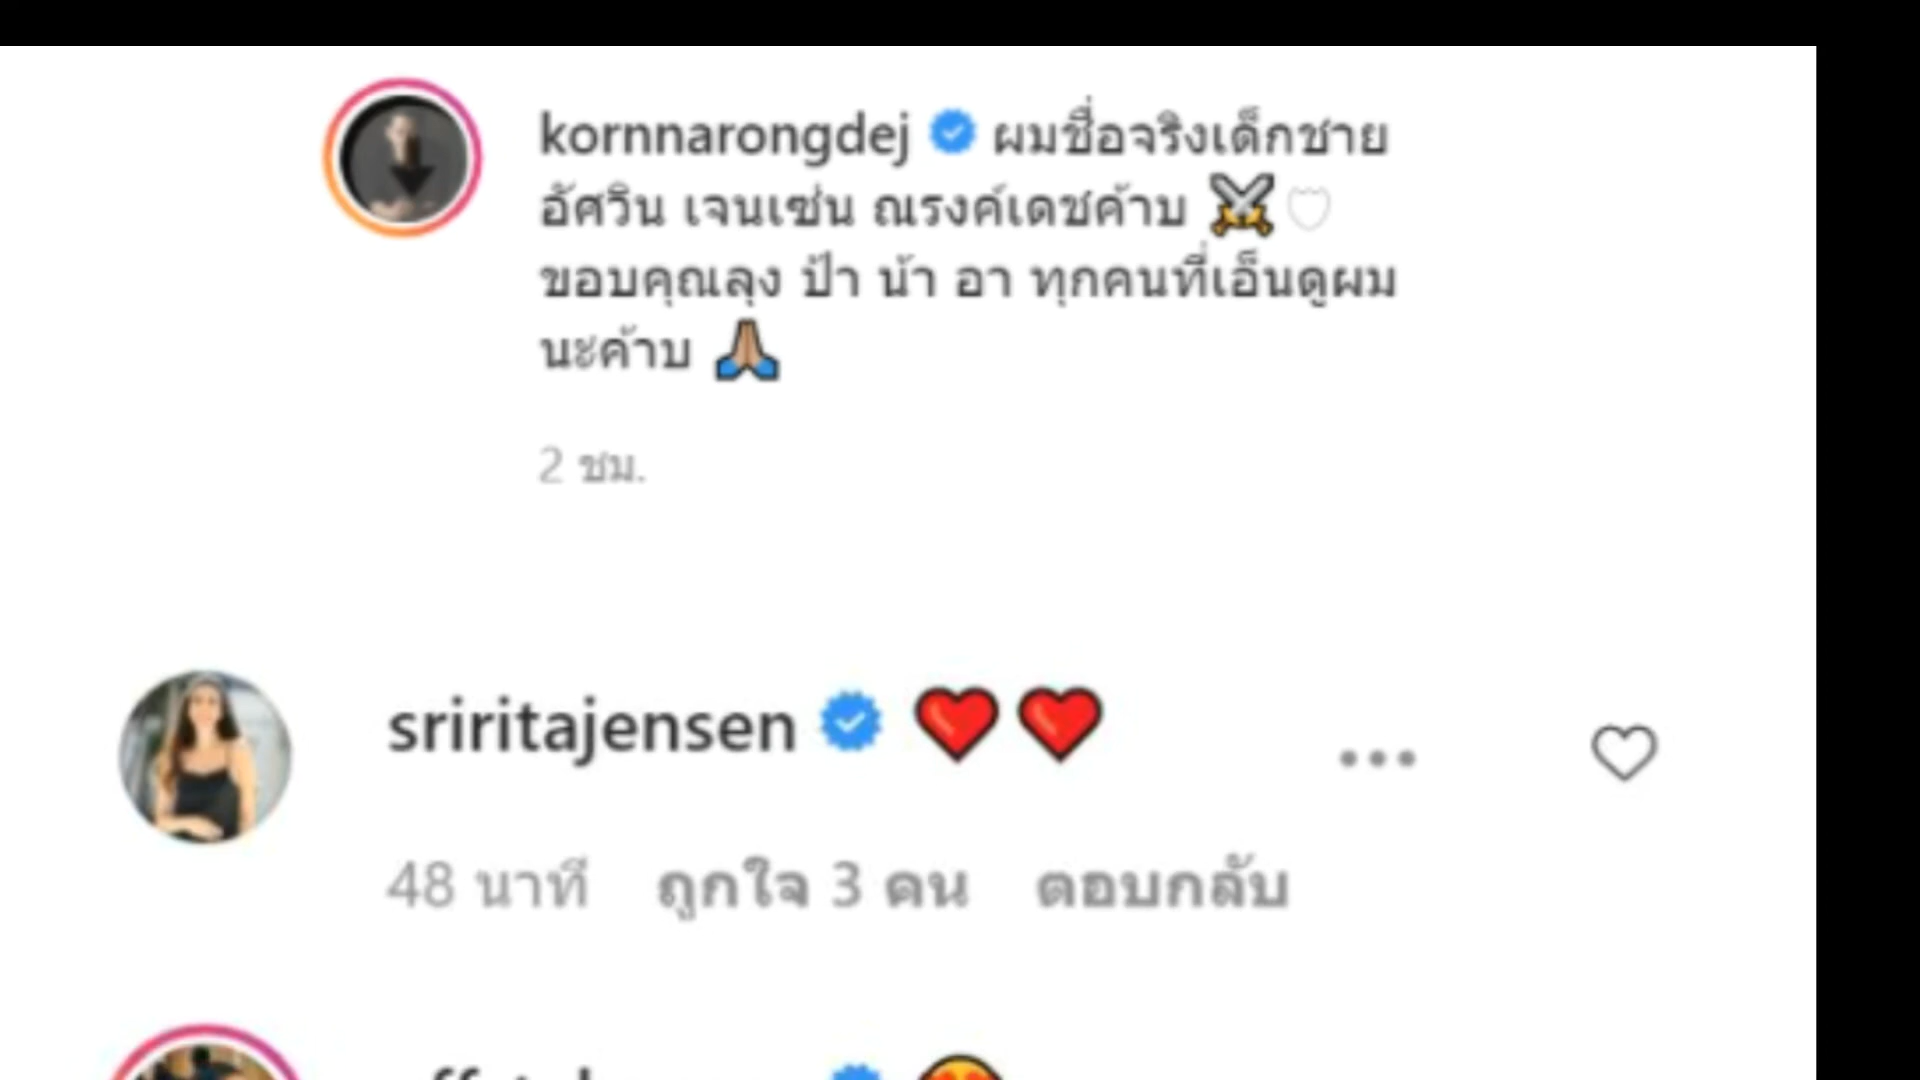 kornnarongdej ผมชื่อจริงเด็กชาย
อัศวิน เจนเซ่น ณรงค์เดชค้าบ ⚔️🤍
ขอบคุณลุง ป้า น้า อา ทุกคนที่เอ็นดูผม
นะค้าบ 🙏🏽
2 ชม.
sriritajensen ❤️❤️
48 นาที ถูกใจ 3 คน ตอบกลับ